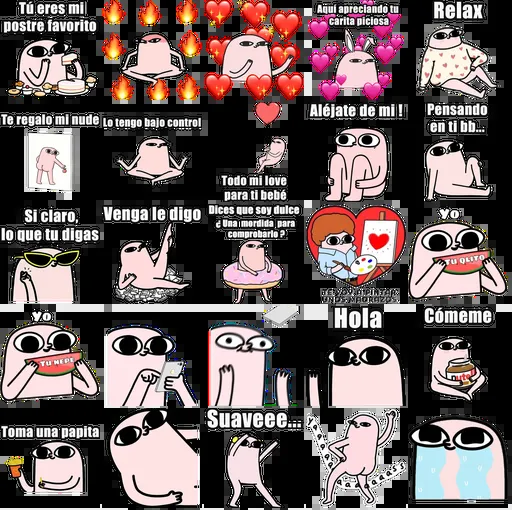 Tú eres mi
postre favorito
Aquí apreciando tu
carita piciosa
Relax
Te regalo mi nude
Lo tengo bajo control
Todo mi love
para ti bebé
Aléjate de mi !
Pensando
en ti bb...
Si claro,
lo que tu digas
Venga le digo
Dices que soy dulce
¿ Una mordida para
comprobarlo ?
yo
TU QLITO
yo
TU NEPE
Hola
Cómeme
Toma una papita
Suaveee...